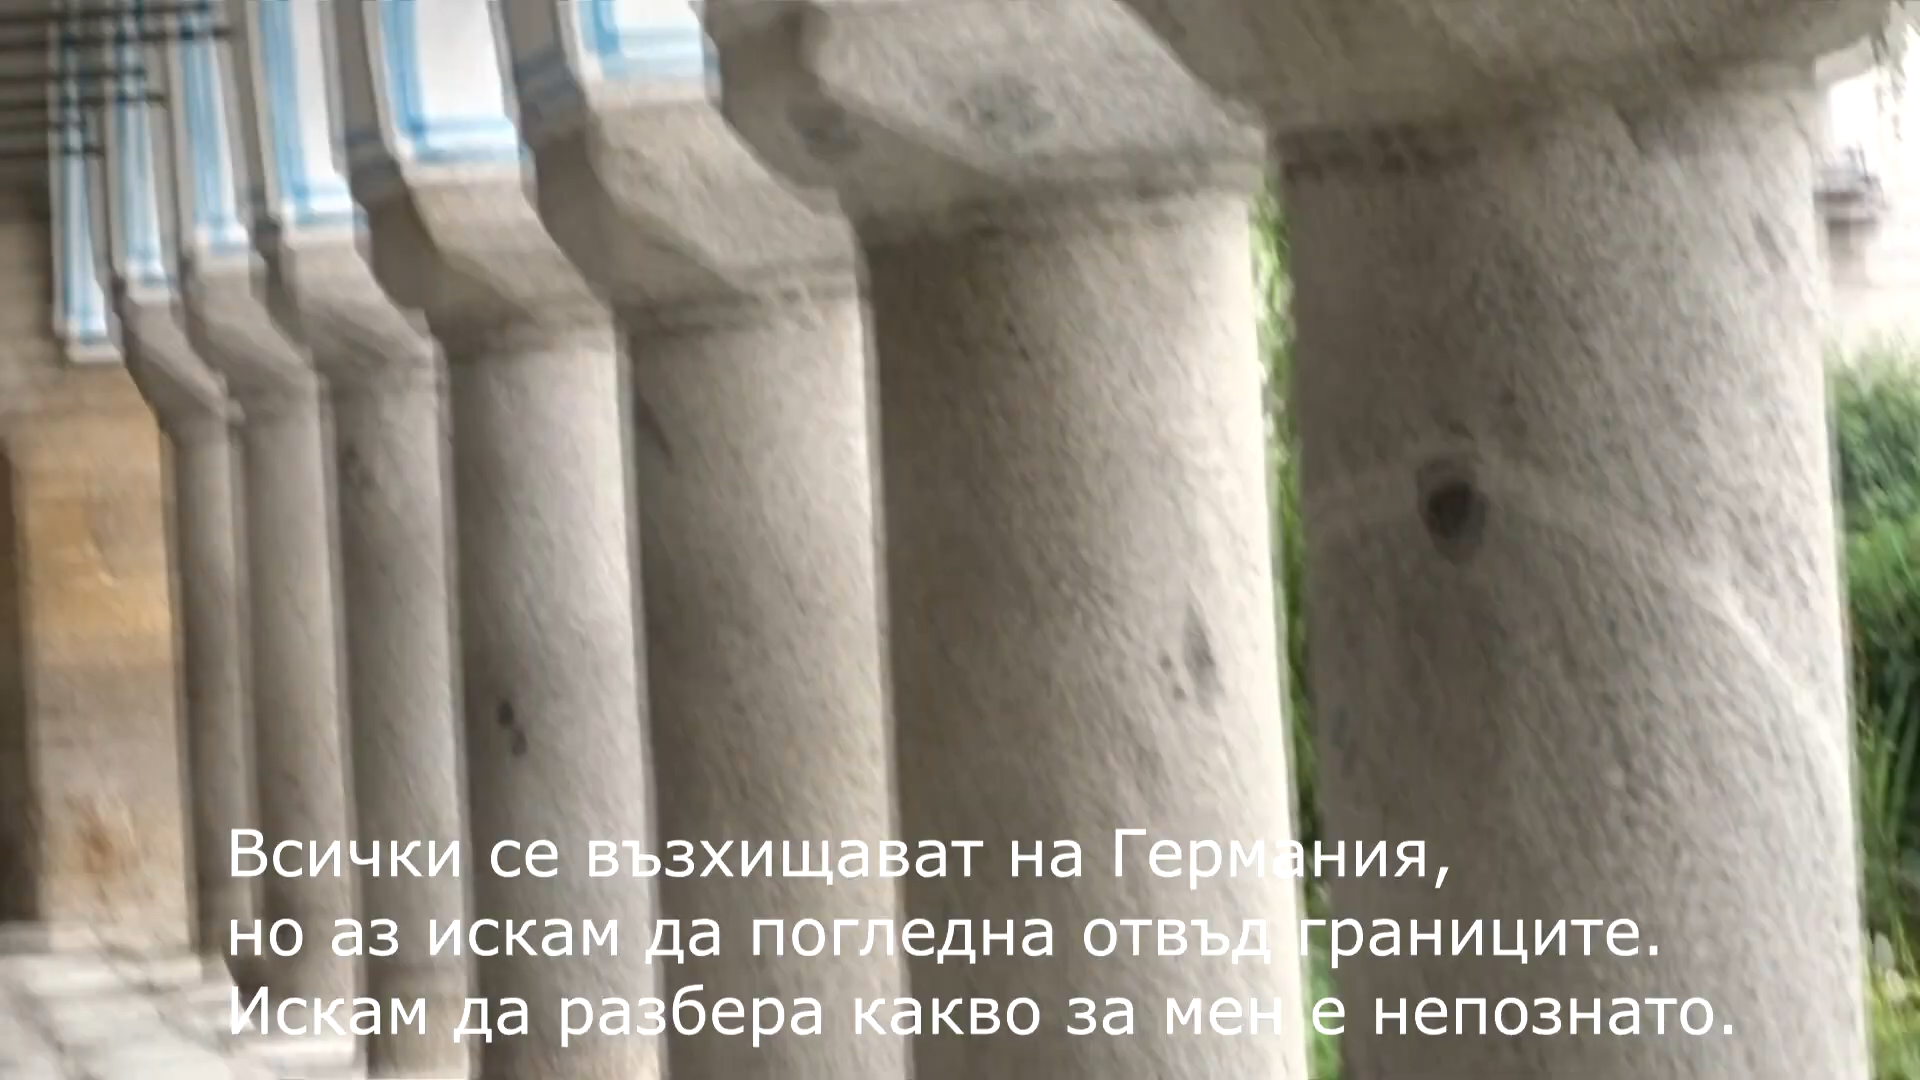 Всички се възхищават на Германия,
но аз искам да погледна отвъд границите.
Искам да разбера какво за мен е непознато.